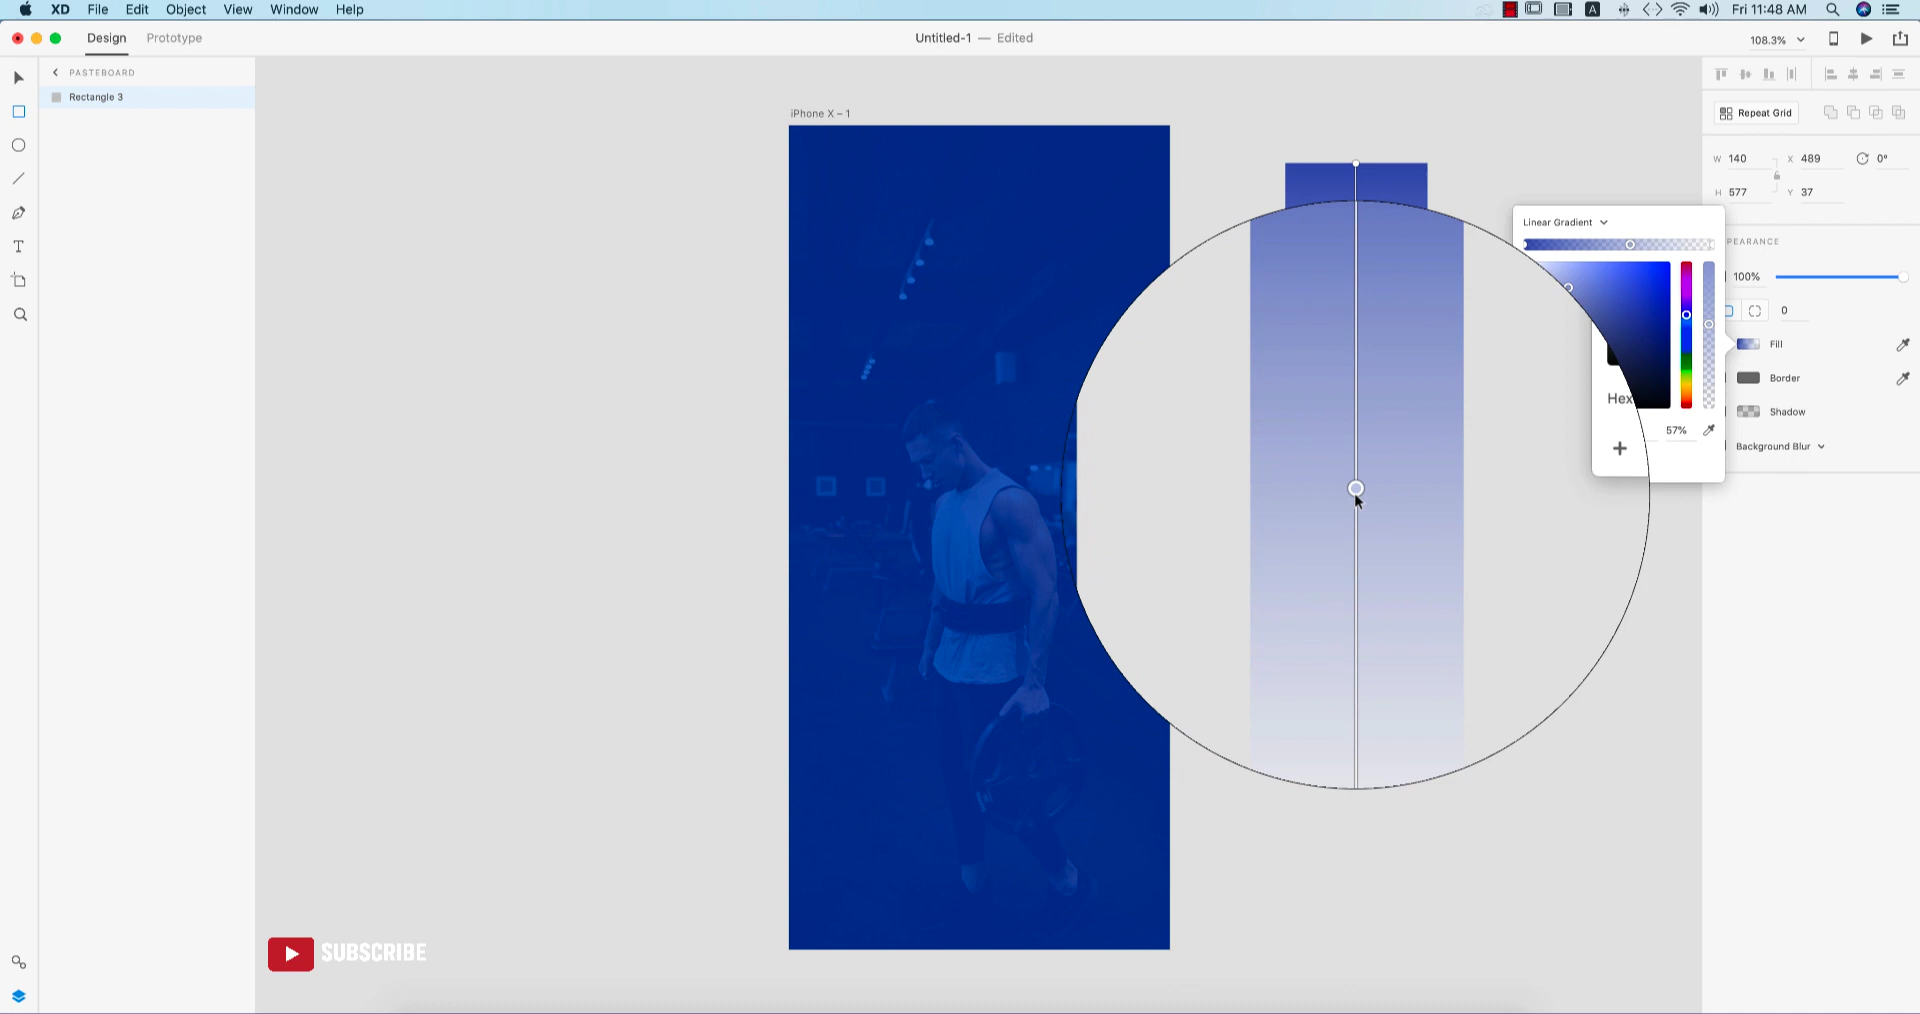 XD File Edit Object View Window Help
A Fri 11:48 AM
Design Prototype
Untitled-1 — Edited
108.3%
PASTEBOARD
Rectangle 3
iPhone X – 1
Repeat Grid
W 140 X 489 0°
H 577 Y 37
Linear Gradient
PEARANCE
100%
0
Fill
Border
Hex
Shadow
57%
Background Blur
SUBSCRIBE